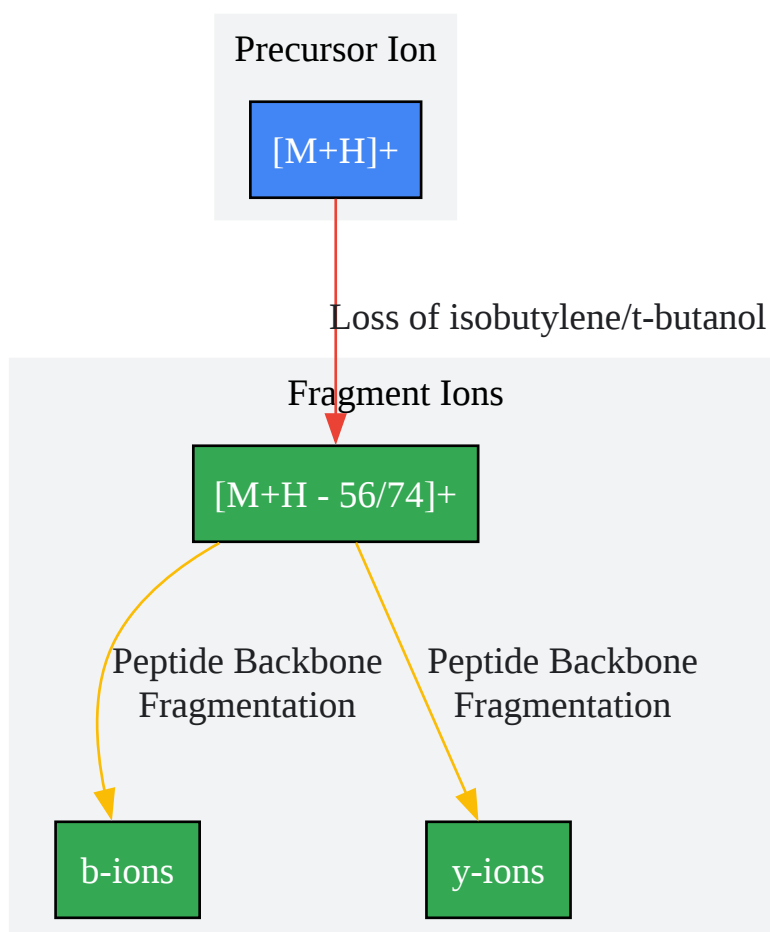 Precursor Ion
[M+H]+
Loss of isobutylene/t-butanol
Fragment Ions
[M+H - 56/74]+
Peptide Backbone
Fragmentation
Peptide Backbone
Fragmentation
b-ions
y-ions